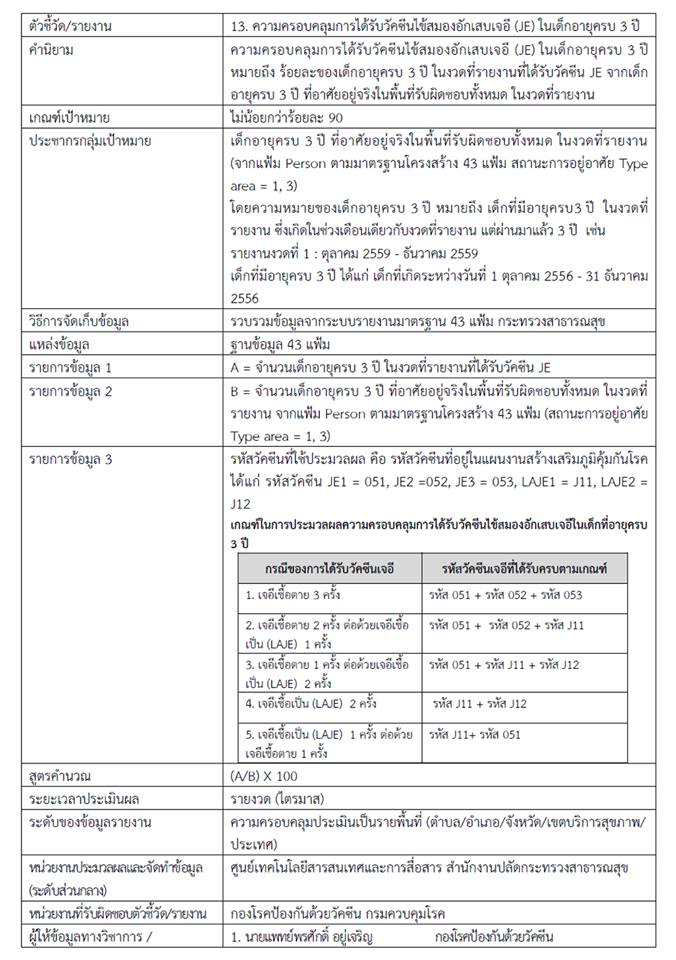 ตัวชี้วัด/รายงาน
13. ความครอบคลุมการได้รับวัคซีนไข้สมองอักเสบเจอี (JE) ในเด็กอายุครบ 3 ปี
คำนิยาม
ความครอบคลุมการได้รับวัคซีนไข้สมองอักเสบเจอี (JE) ในเด็กอายุครบ 3 ปี
หมายถึง ร้อยละของเด็กอายุครบ 3 ปี ในงวดที่รายงานที่ได้รับวัคซีน JE จากเด็ก
อายุครบ 3 ปี ที่อาศัยอยู่จริงในพื้นที่รับผิดชอบทั้งหมด ในงวดที่รายงาน
เกณฑ์เป้าหมาย
ไม่น้อยกว่าร้อยละ 90
ประชากรกลุ่มเป้าหมาย
เด็กอายุครบ 3 ปี ที่อาศัยอยู่จริงในพื้นที่รับผิดชอบทั้งหมด ในงวดที่รายงาน
(จากแฟ้ม Person ตามมาตรฐานโครงสร้าง 43 แฟ้ม สถานะการอยู่อาศัย Type
area = 1, 3)
โดยความหมายของเด็กอายุครบ 3 ปี หมายถึง เด็กที่มีอายุครบ3 ปี ในงวดที่
รายงาน ซึ่งเกิดในช่วงเดือนเดียวกับงวดที่รายงาน แต่ผ่านมาแล้ว 3 ปี เช่น
รายงานงวดที่ 1 : ตุลาคม 2559 - ธันวาคม 2559
เด็กที่มีอายุครบ 3 ปี ได้แก่ เด็กที่เกิดระหว่างวันที่ 1 ตุลาคม 2556 - 31 ธันวาคม
2556
วิธีการจัดเก็บข้อมูล
รวบรวมข้อมูลจากระบบรายงานมาตรฐาน 43 แฟ้ม กระทรวงสาธารณสุข
แหล่งข้อมูล
ฐานข้อมูล 43 แฟ้ม
รายการข้อมูล 1
A = จำนวนเด็กอายุครบ 3 ปี ในงวดที่รายงานที่ได้รับวัคซีน JE
รายการข้อมูล 2
B = จำนวนเด็กอายุครบ 3 ปี ที่อาศัยอยู่จริงในพื้นที่รับผิดชอบทั้งหมด ในงวดที่
รายงาน จากแฟ้ม Person ตามมาตรฐานโครงสร้าง 43 แฟ้ม (สถานะการอยู่อาศัย
Type area = 1, 3)
รายการข้อมูล 3
รหัสวัคซีนที่ใช้ประมวลผล คือ รหัสวัคซีนที่อยู่ในแผนงานสร้างเสริมภูมิคุ้มกันโรค
ได้แก่ รหัสวัคซีน JE1 = 051, JE2 =052, JE3 = 053, LAJE1 = J11, LAJE2 =
J12
เกณฑ์ในการประมวลผลความครอบคลุมการได้รับวัคซีนไข้สมองอักเสบเจอีในเด็กที่อายุครบ
3 ปี
กรณีของการได้รับวัคซีนเจอี
รหัสวัคซีนเจอีที่ได้รับครบตามเกณฑ์
1. เจอีเชื้อตาย 3 ครั้ง
รหัส 051 + รหัส 052 + รหัส 053
2. เจอีเชื้อตาย 2 ครั้ง ต่อด้วยเจอีเชื้อ
เป็น (LAJE) 1 ครั้ง
รหัส 051 + รหัส 052 + รหัส J11
3. เจอีเชื้อตาย 1 ครั้ง ต่อด้วยเจอีเชื้อ
เป็น (LAJE) 2 ครั้ง
รหัส 051 + รหัส J11 + รหัส J12
4. เจอีเชื้อเป็น (LAJE) 2 ครั้ง
รหัส J11 + รหัส J12
5. เจอีเชื้อเป็น (LAJE) 1 ครั้ง ต่อด้วย
เจอีเชื้อตาย 1 ครั้ง
รหัส J11+ รหัส 051
สูตรคำนวณ
(A/B) X 100
ระยะเวลาประเมินผล
รายงวด (ไตรมาส)
ระดับของข้อมูลรายงาน
ความครอบคลุมประเมินเป็นรายพื้นที่ (ตำบล/อำเภอ/จังหวัด/เขตบริการสุขภาพ/
ประเทศ)
หน่วยงานประมวลผลและจัดทำข้อมูล
(ระดับส่วนกลาง)
ศูนย์เทคโนโลยีสารสนเทศและการสื่อสาร สำนักงานปลัดกระทรวงสาธารณสุข
หน่วยงานที่รับผิดชอบตัวชี้วัด/รายงาน
กองโรคป้องกันด้วยวัคซีน กรมควบคุมโรค
ผู้ให้ข้อมูลทางวิชาการ /
1. นายแพทย์พรศักดิ์ อยู่เจริญ กองโรคป้องกันด้วยวัคซีน